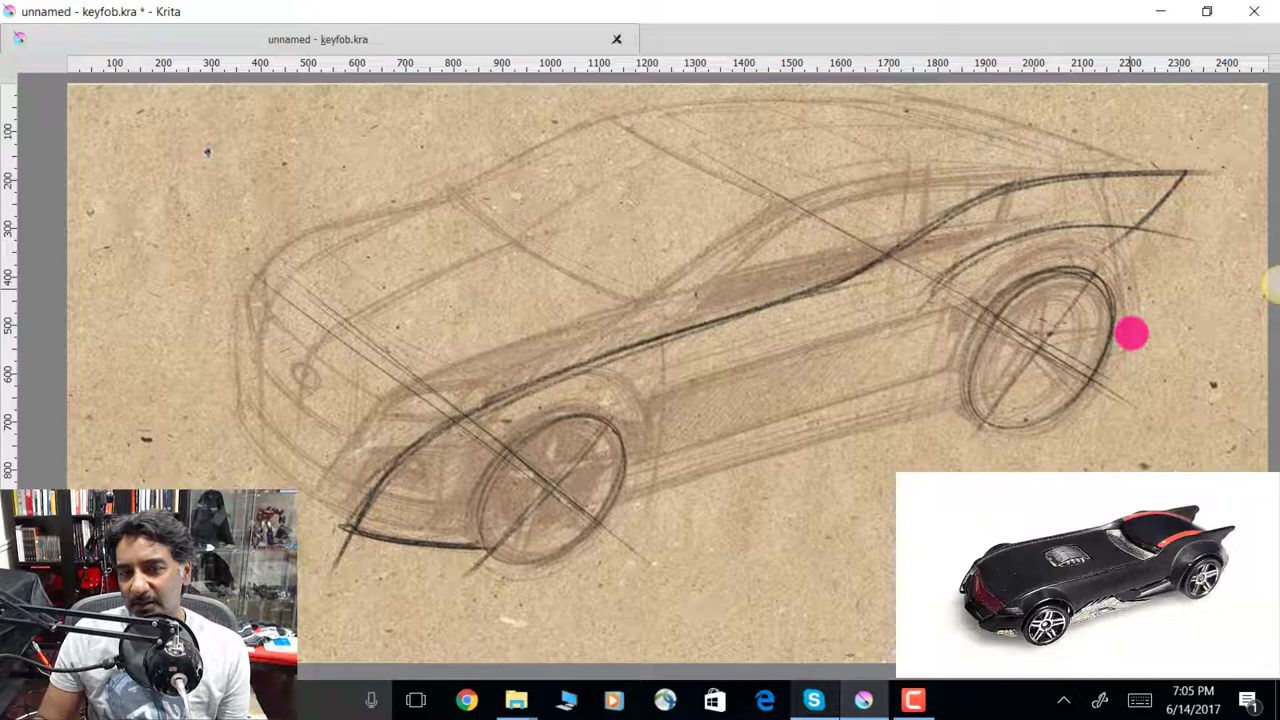 unnamed - keyfob.kra * - Krita
unnamed - keyfob.kra
100 200 300 400 500 600 700 800 900 1000 1100 1200 1300 1400 1500 1600 1700 1800 1900 2000 2100 2200 2300 2400
100
200
300
400
500
600
700
800
7:05 PM
6/14/2017
1